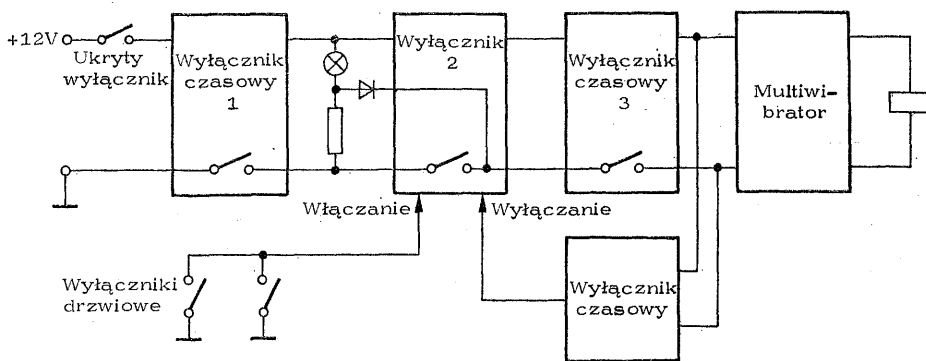 +12V
Ukryty
wyłącznik
Wyłącznik
czasowy
1
Wyłącznik
2
Wyłącznik
czasowy
3
Multiwi-
brator
Włączanie
Wyłączanie
Wyłączniki
drzwiowe
Wyłącznik
czasowy